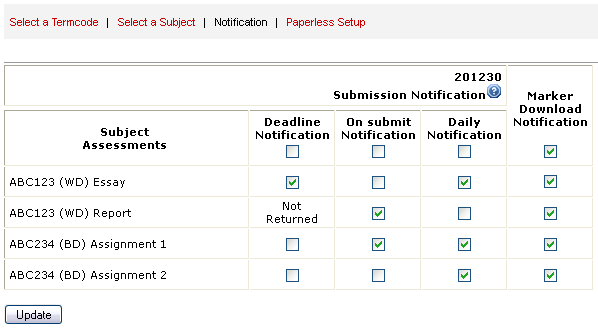 Select a Termcode | Select a Subject | Notification | Paperless Setup
201230
Submission Notification
Marker
Download
Notification
Subject
Assessments
Deadline
Notification
On submit
Notification
Daily
Notification
ABC123 (WD) Essay
ABC123 (WD) Report
Not
Returned
ABC234 (BD) Assignment 1
ABC234 (BD) Assignment 2
Update